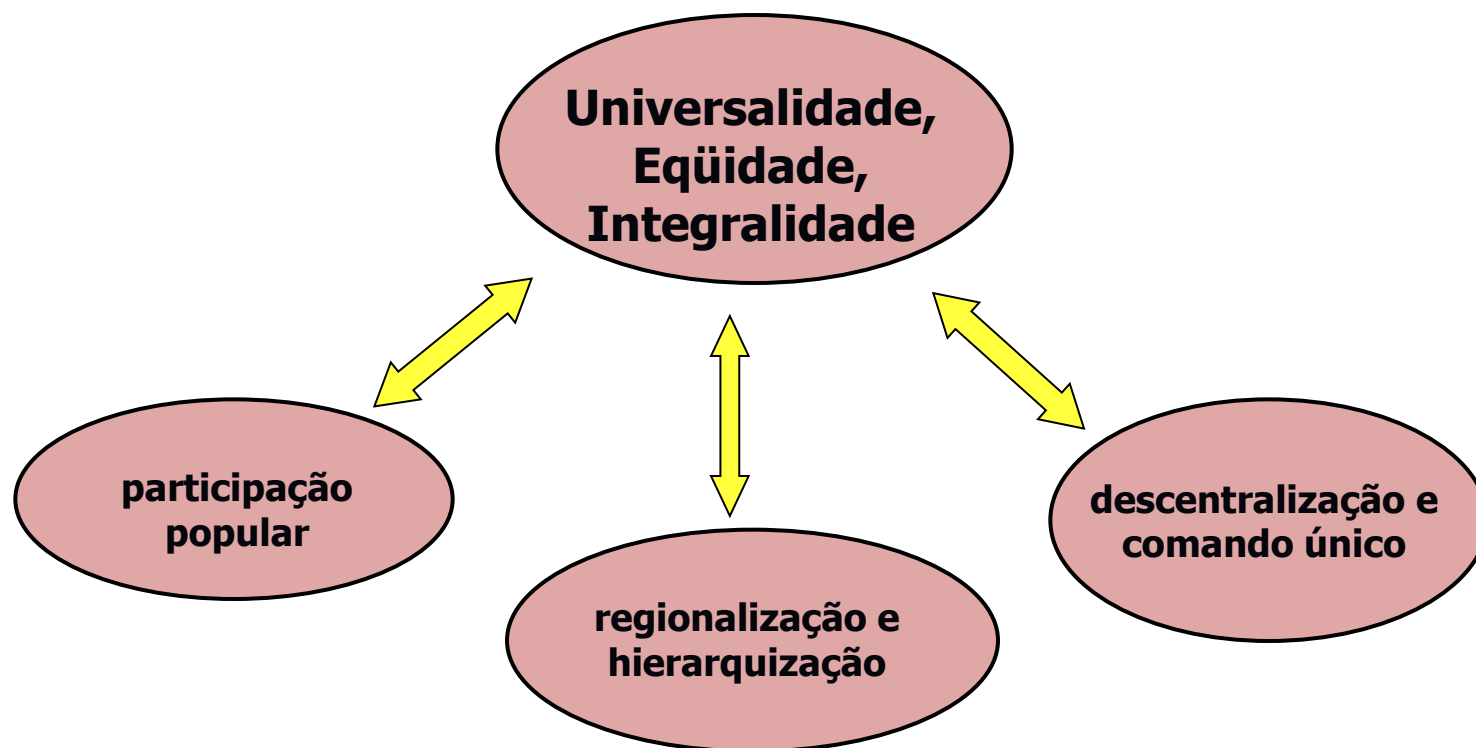 Universalidade,
Eqüidade,
Integralidade
participação
popular
descentralização e
comando único
regionalização e
hierarquização